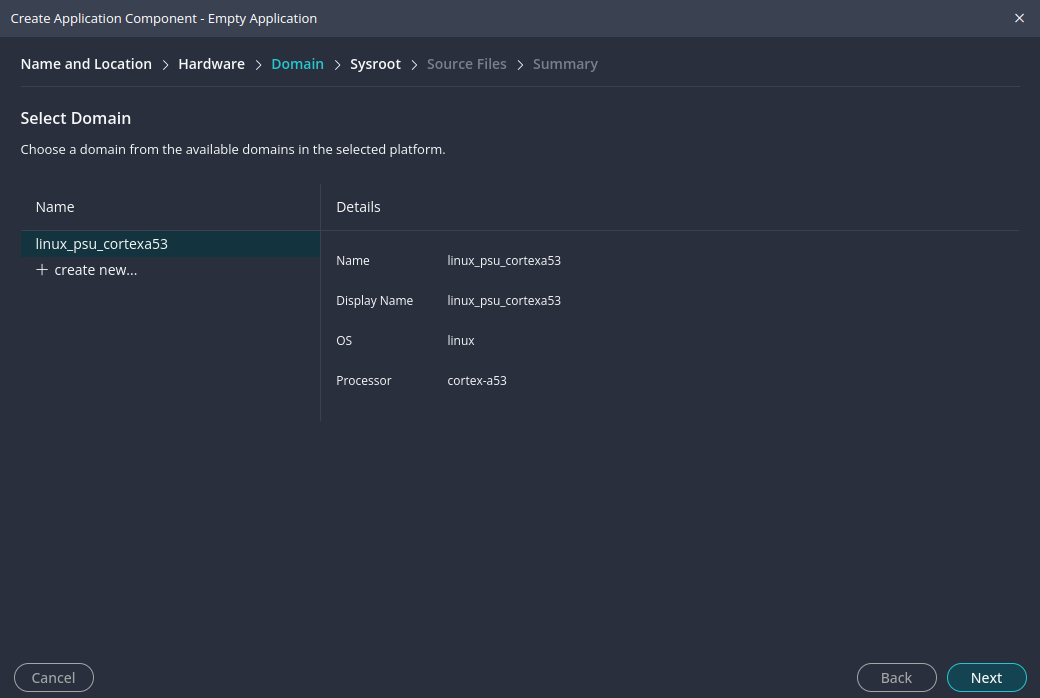 Create Application Component - Empty Application
Name and Location > Hardware > Domain > Sysroot > Source Files > Summary
Select Domain
Choose a domain from the available domains in the selected platform.
Name
linux_psu_cortexa53
+ create new...
Details
Name linux_psu_cortexa53
Display Name linux_psu_cortexa53
OS linux
Processor cortex-a53
Cancel Back Next